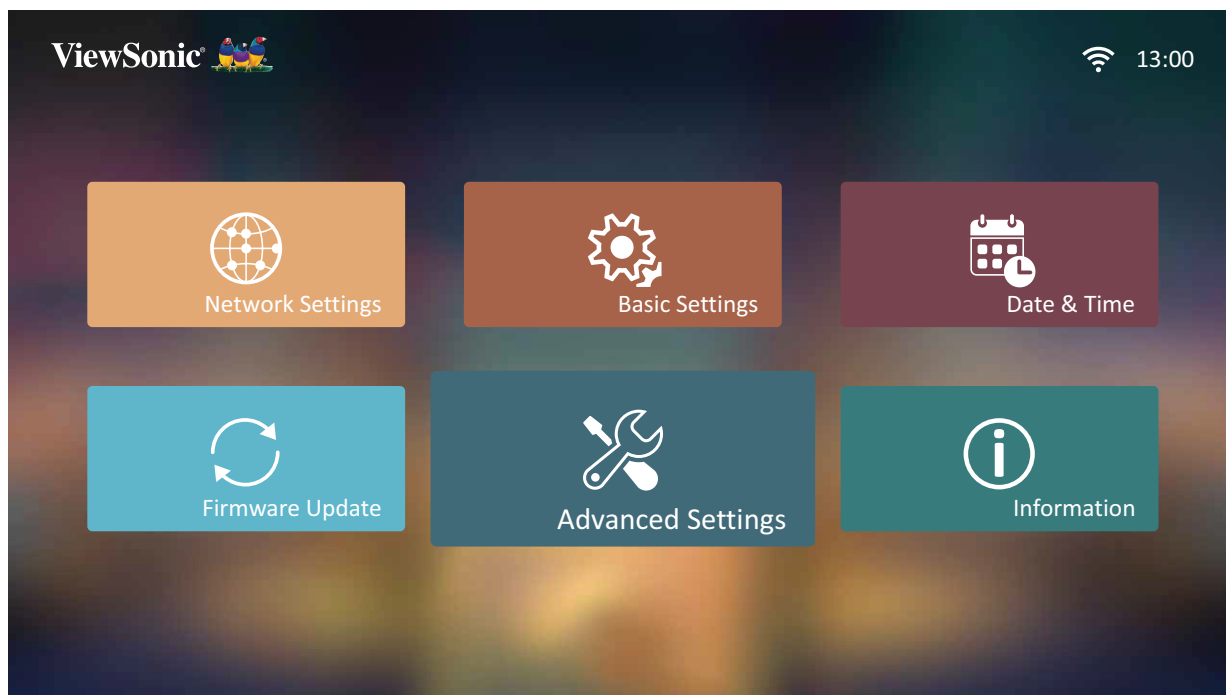 ViewSonic®
13:00
Network Settings
Basic Settings
Date & Time
Firmware Update
Advanced Settings
Information